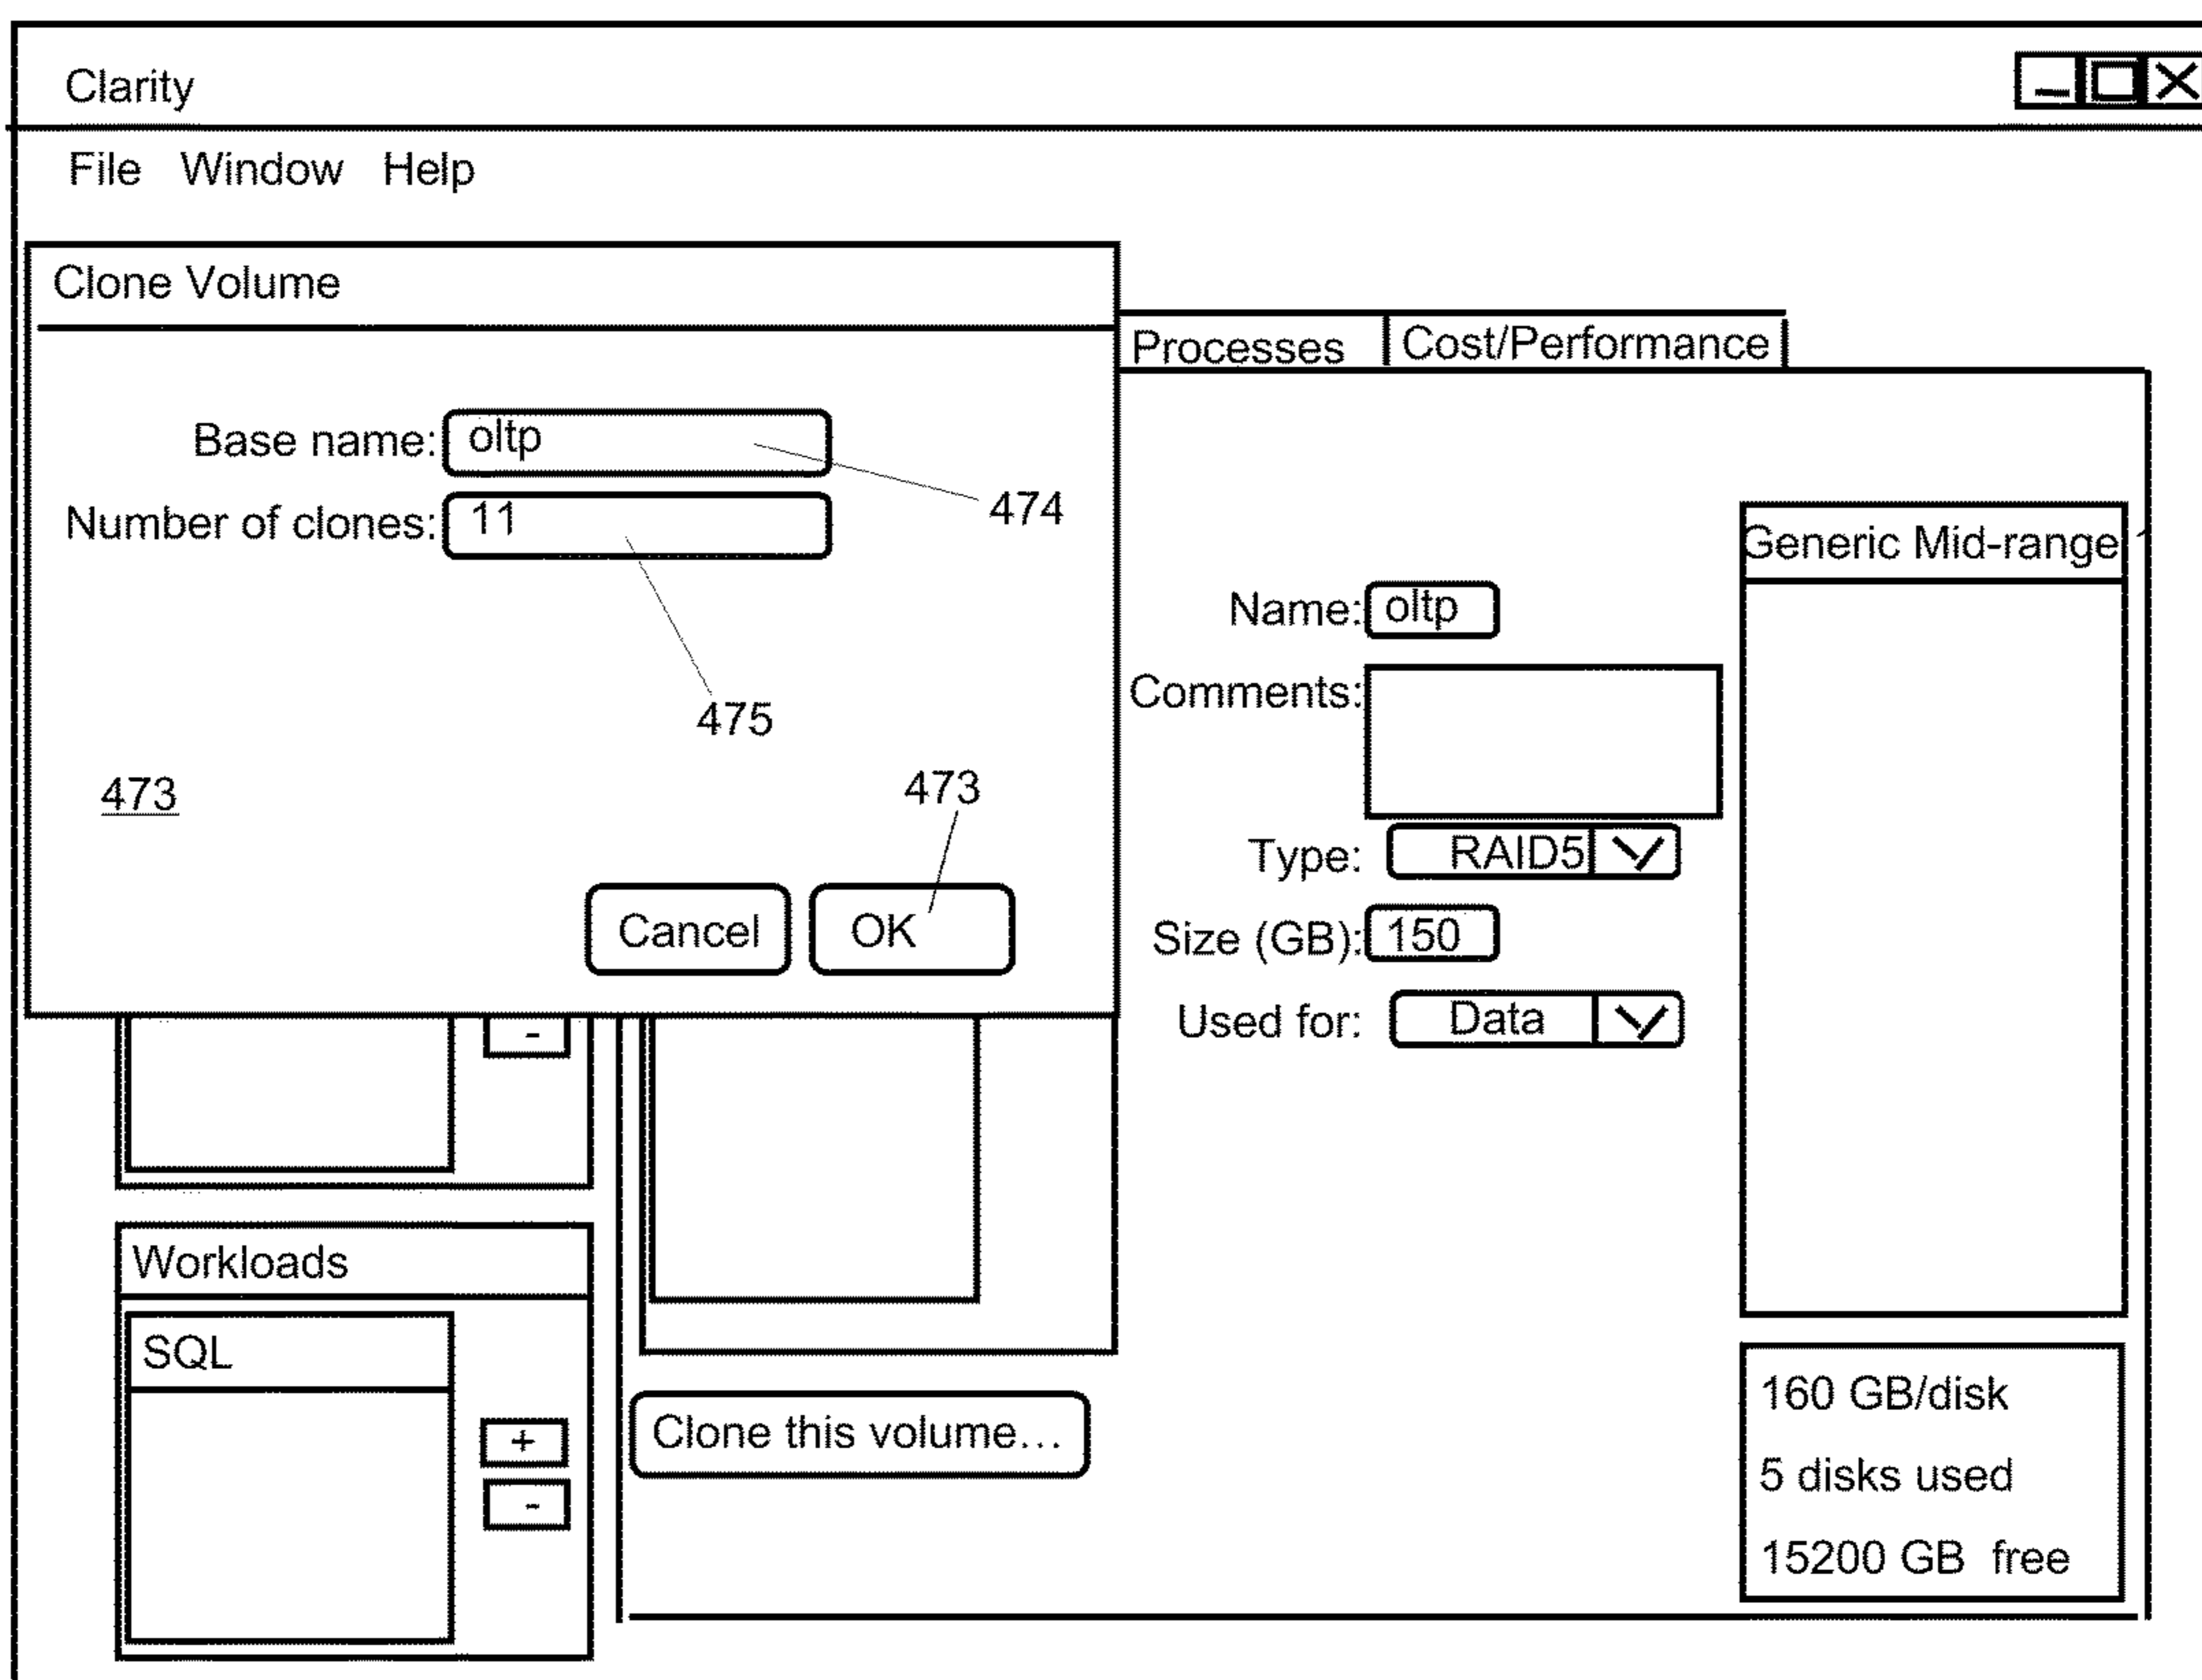 Clarity
File Window Help
Clone Volume
Processes Cost/Performance
Base name: oltp
474
Number of clones: 11
475
473
473
Cancel OK
Generic Mid-range
Name: oltp
Comments:
Type: RAID5
Size (GB): 150
Used for: Data
-
Workloads
SQL
+
-
Clone this volume...
160 GB/disk
5 disks used
15200 GB free